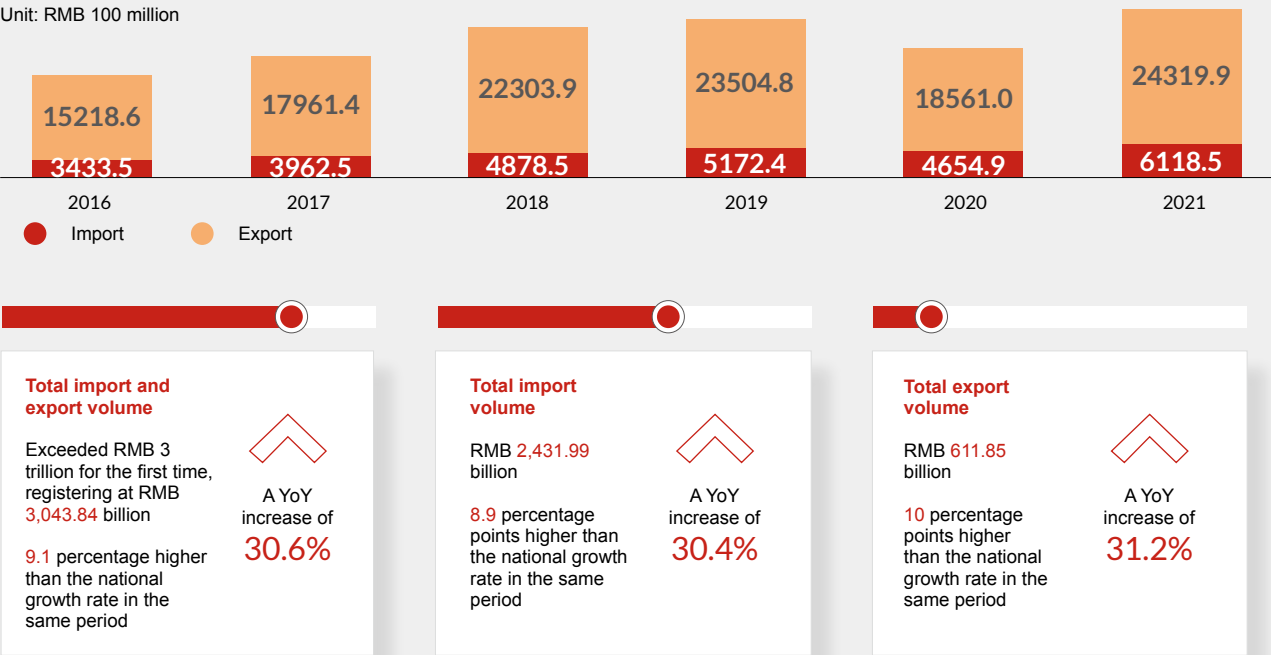 Unit: RMB 100 million
15218.6
17961.4
22303.9
23504.8
18561.0
24319.9
3433.5
3962.5
4878.5
5172.4
4654.9
6118.5
2016
2017
2018
2019
2020
2021
Import
Export
Total import and
export volume
Exceeded RMB 3
trillion for the first time,
registering at RMB
3,043.84 billion
9.1 percentage higher
than the national
growth rate in the
same period
A YoY
increase of
30.6%
Total import
volume
RMB 2,431.99
billion
8.9 percentage
points higher than
the national growth
rate in the same
period
A YoY
increase of
30.4%
Total export
volume
RMB 611.85
billion
10 percentage
points higher
than the national
growth rate in the
same period
A YoY
increase of
31.2%